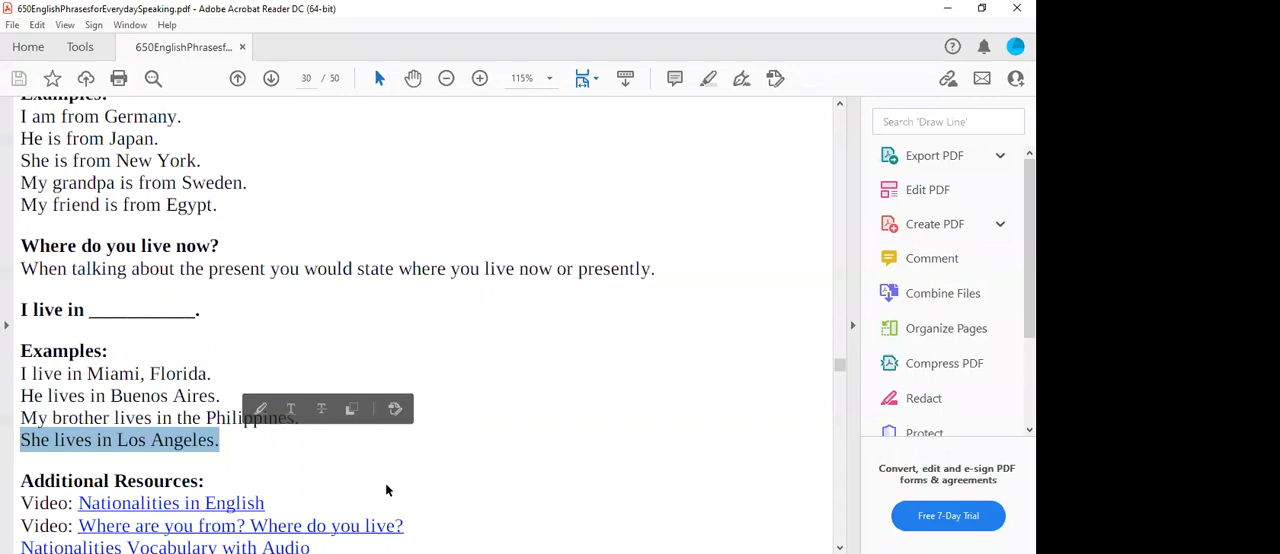 650EnglishPhrasesforEverydaySpeaking.pdf - Adobe Acrobat Reader DC (64-bit)
File Edit View Sign Window Help
Home Tools 650EnglishPhrasesf... ×
30 / 50 115%
Examples:
I am from Germany.
He is from Japan.
She is from New York.
My grandpa is from Sweden.
My friend is from Egypt.
Where do you live now?
When talking about the present you would state where you live now or presently.
I live in ___________.
Examples:
I live in Miami, Florida.
He lives in Buenos Aires.
My brother lives in the Philippines.
She lives in Los Angeles.
Additional Resources:
Video: Nationalities in English
Video: Where are you from? Where do you live?
Nationalities Vocabulary with Audio
Search 'Draw Line'
Export PDF
Edit PDF
Create PDF
Comment
Combine Files
Organize Pages
Compress PDF
Redact
Protect
Convert, edit and e-sign PDF
forms & agreements
Free 7-Day Trial